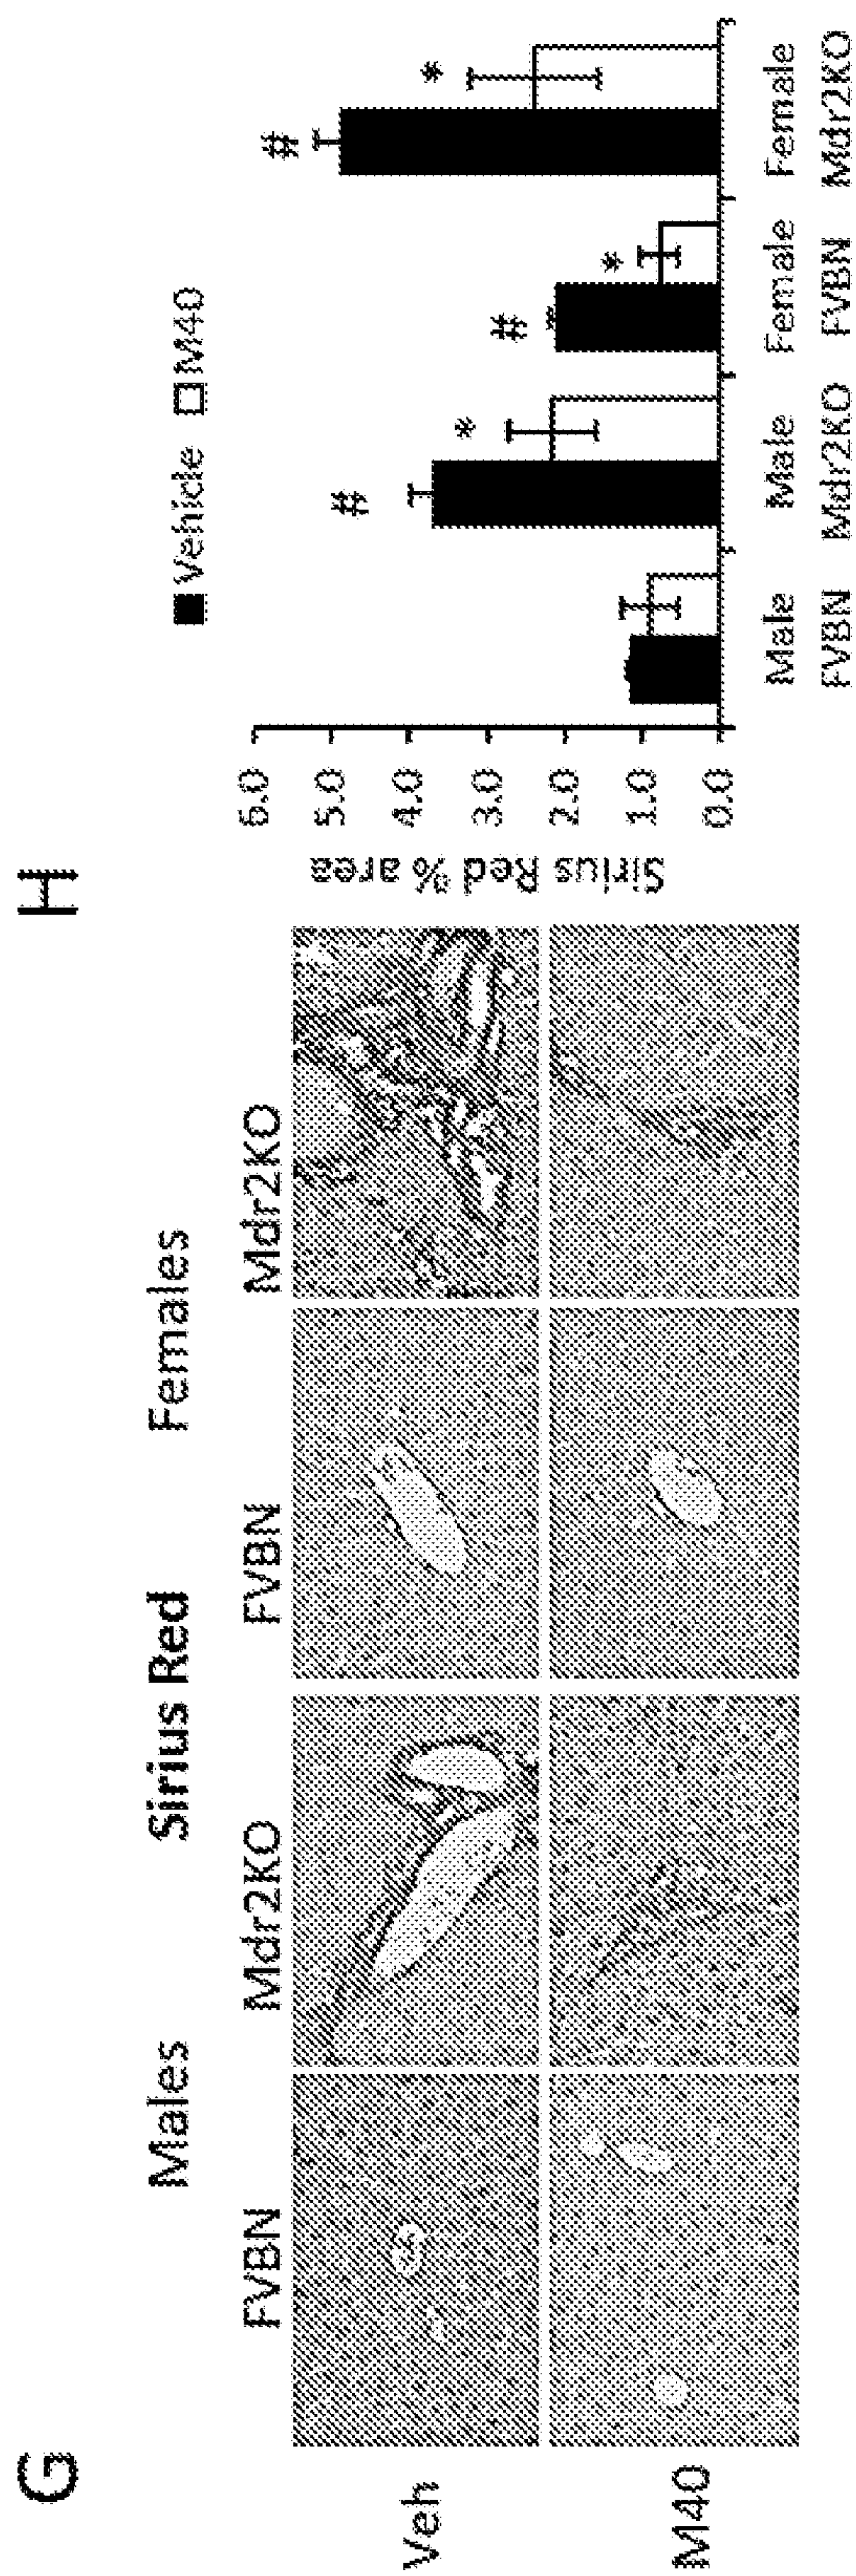 G
Sirius Red
Males Females
FVBN Mdr2KO FVBN Mdr2KO
Veh
M40
H
Vehicle M40
Sirius Red % area
6.0
5.0
4.0
3.0
2.0
1.0
0.0
# * # * # *
Male Male Female Female
FVBN Mdr2KO FVBN Mdr2KO